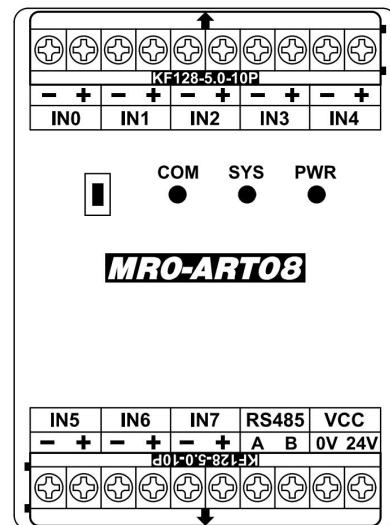 KF128-5.0-10P
− + − + − + − + − +
IN0 IN1 IN2 IN3 IN4
COM SYS PWR
MRO-ART08
IN5 IN6 IN7 RS485 VCC
− + − + − + A B 0V 24V
KF128-5.0-10P